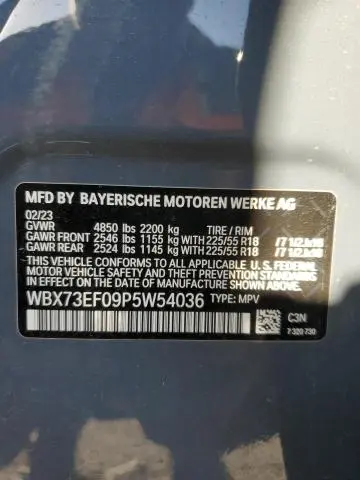 MFD BY BAYERISCHE MOTOREN WERKE AG
02/23
GVWR 4850 lbs 2200 kg TIRE / RIM
GAWR FRONT 2546 lbs 1155 kg WITH 225/55 R18
GAWR REAR 2524 lbs 1145 kg WITH 225/55 R18
THIS VEHICLE CONFORMS TO ALL APPLICABLE U.S. FEDERAL
MOTOR VEHICLE SAFETY AND THEFT PREVENTION STANDARDS
IN EFFECT ON THE DATE OF MANUFACTURE SHOWN ABOVE.
WBX73EF09P5W54036 TYPE: MPV
C3N
7 320 730